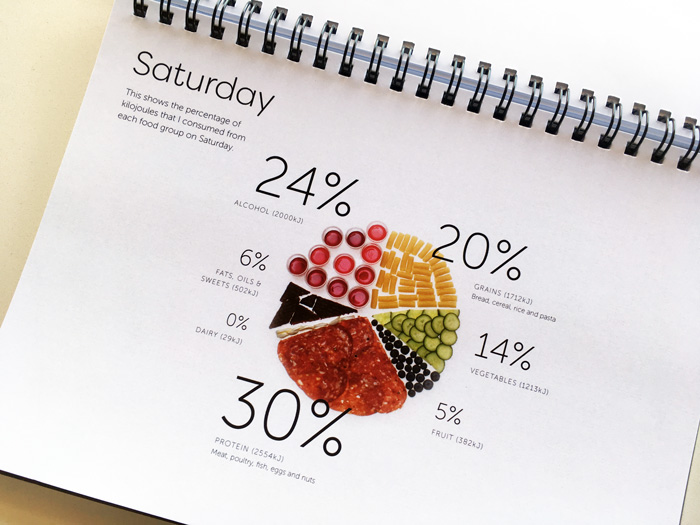 Saturday
This shows the percentage of
kilojoules that I consumed from
each food group on Saturday.
24%
ALCOHOL (2000kJ)
20%
GRAINS (1712kJ)
Bread, cereal, rice and pasta
6%
FATS, OILS &
SWEETS (502kJ)
0%
DAIRY (29kJ)
14%
VEGETABLES (1213kJ)
5%
FRUIT (382kJ)
30%
PROTEIN (2554kJ)
Meat, poultry, fish, eggs and nuts